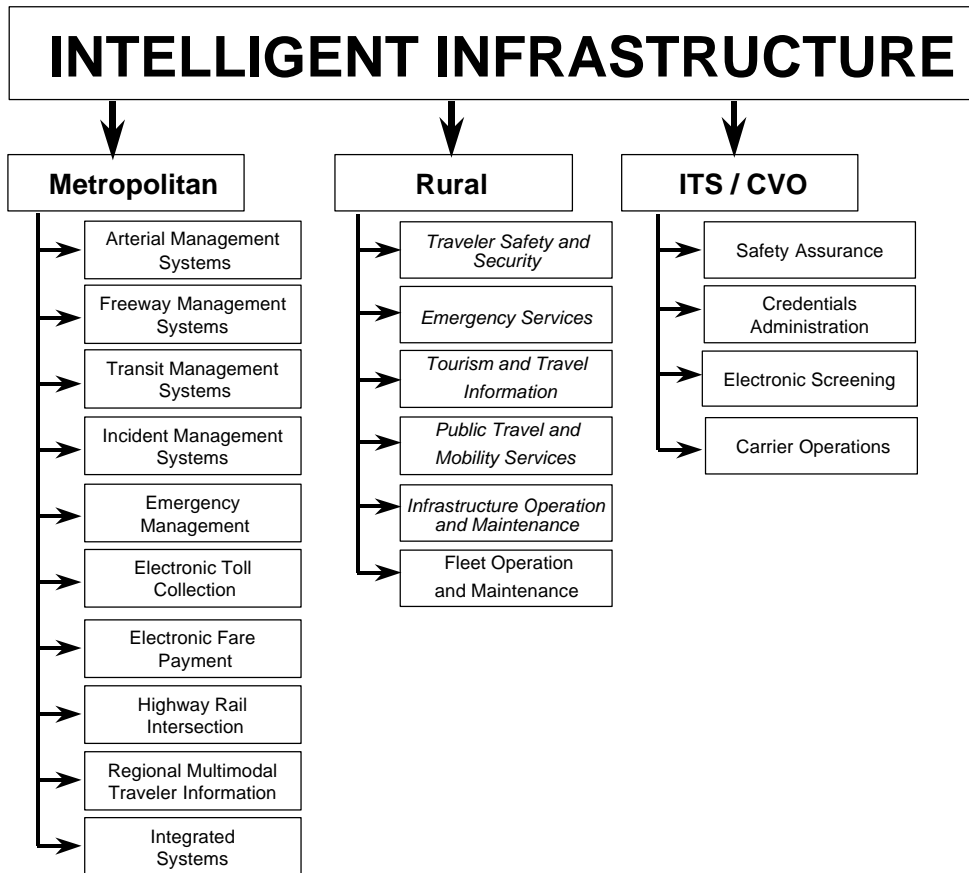 INTELLIGENT INFRASTRUCTURE
Metropolitan
Arterial Management
Systems
Freeway Management
Systems
Transit Management
Systems
Incident Management
Systems
Emergency
Management
Electronic Toll
Collection
Electronic Fare
Payment
Highway Rail
Intersection
Regional Multimodal
Traveler Information
Integrated
Systems
Rural
Traveler Safety and
Security
Emergency Services
Tourism and Travel
Information
Public Travel and
Mobility Services
Infrastructure Operation
and Maintenance
Fleet Operation
and Maintenance
ITS / CVO
Safety Assurance
Credentials
Administration
Electronic Screening
Carrier Operations